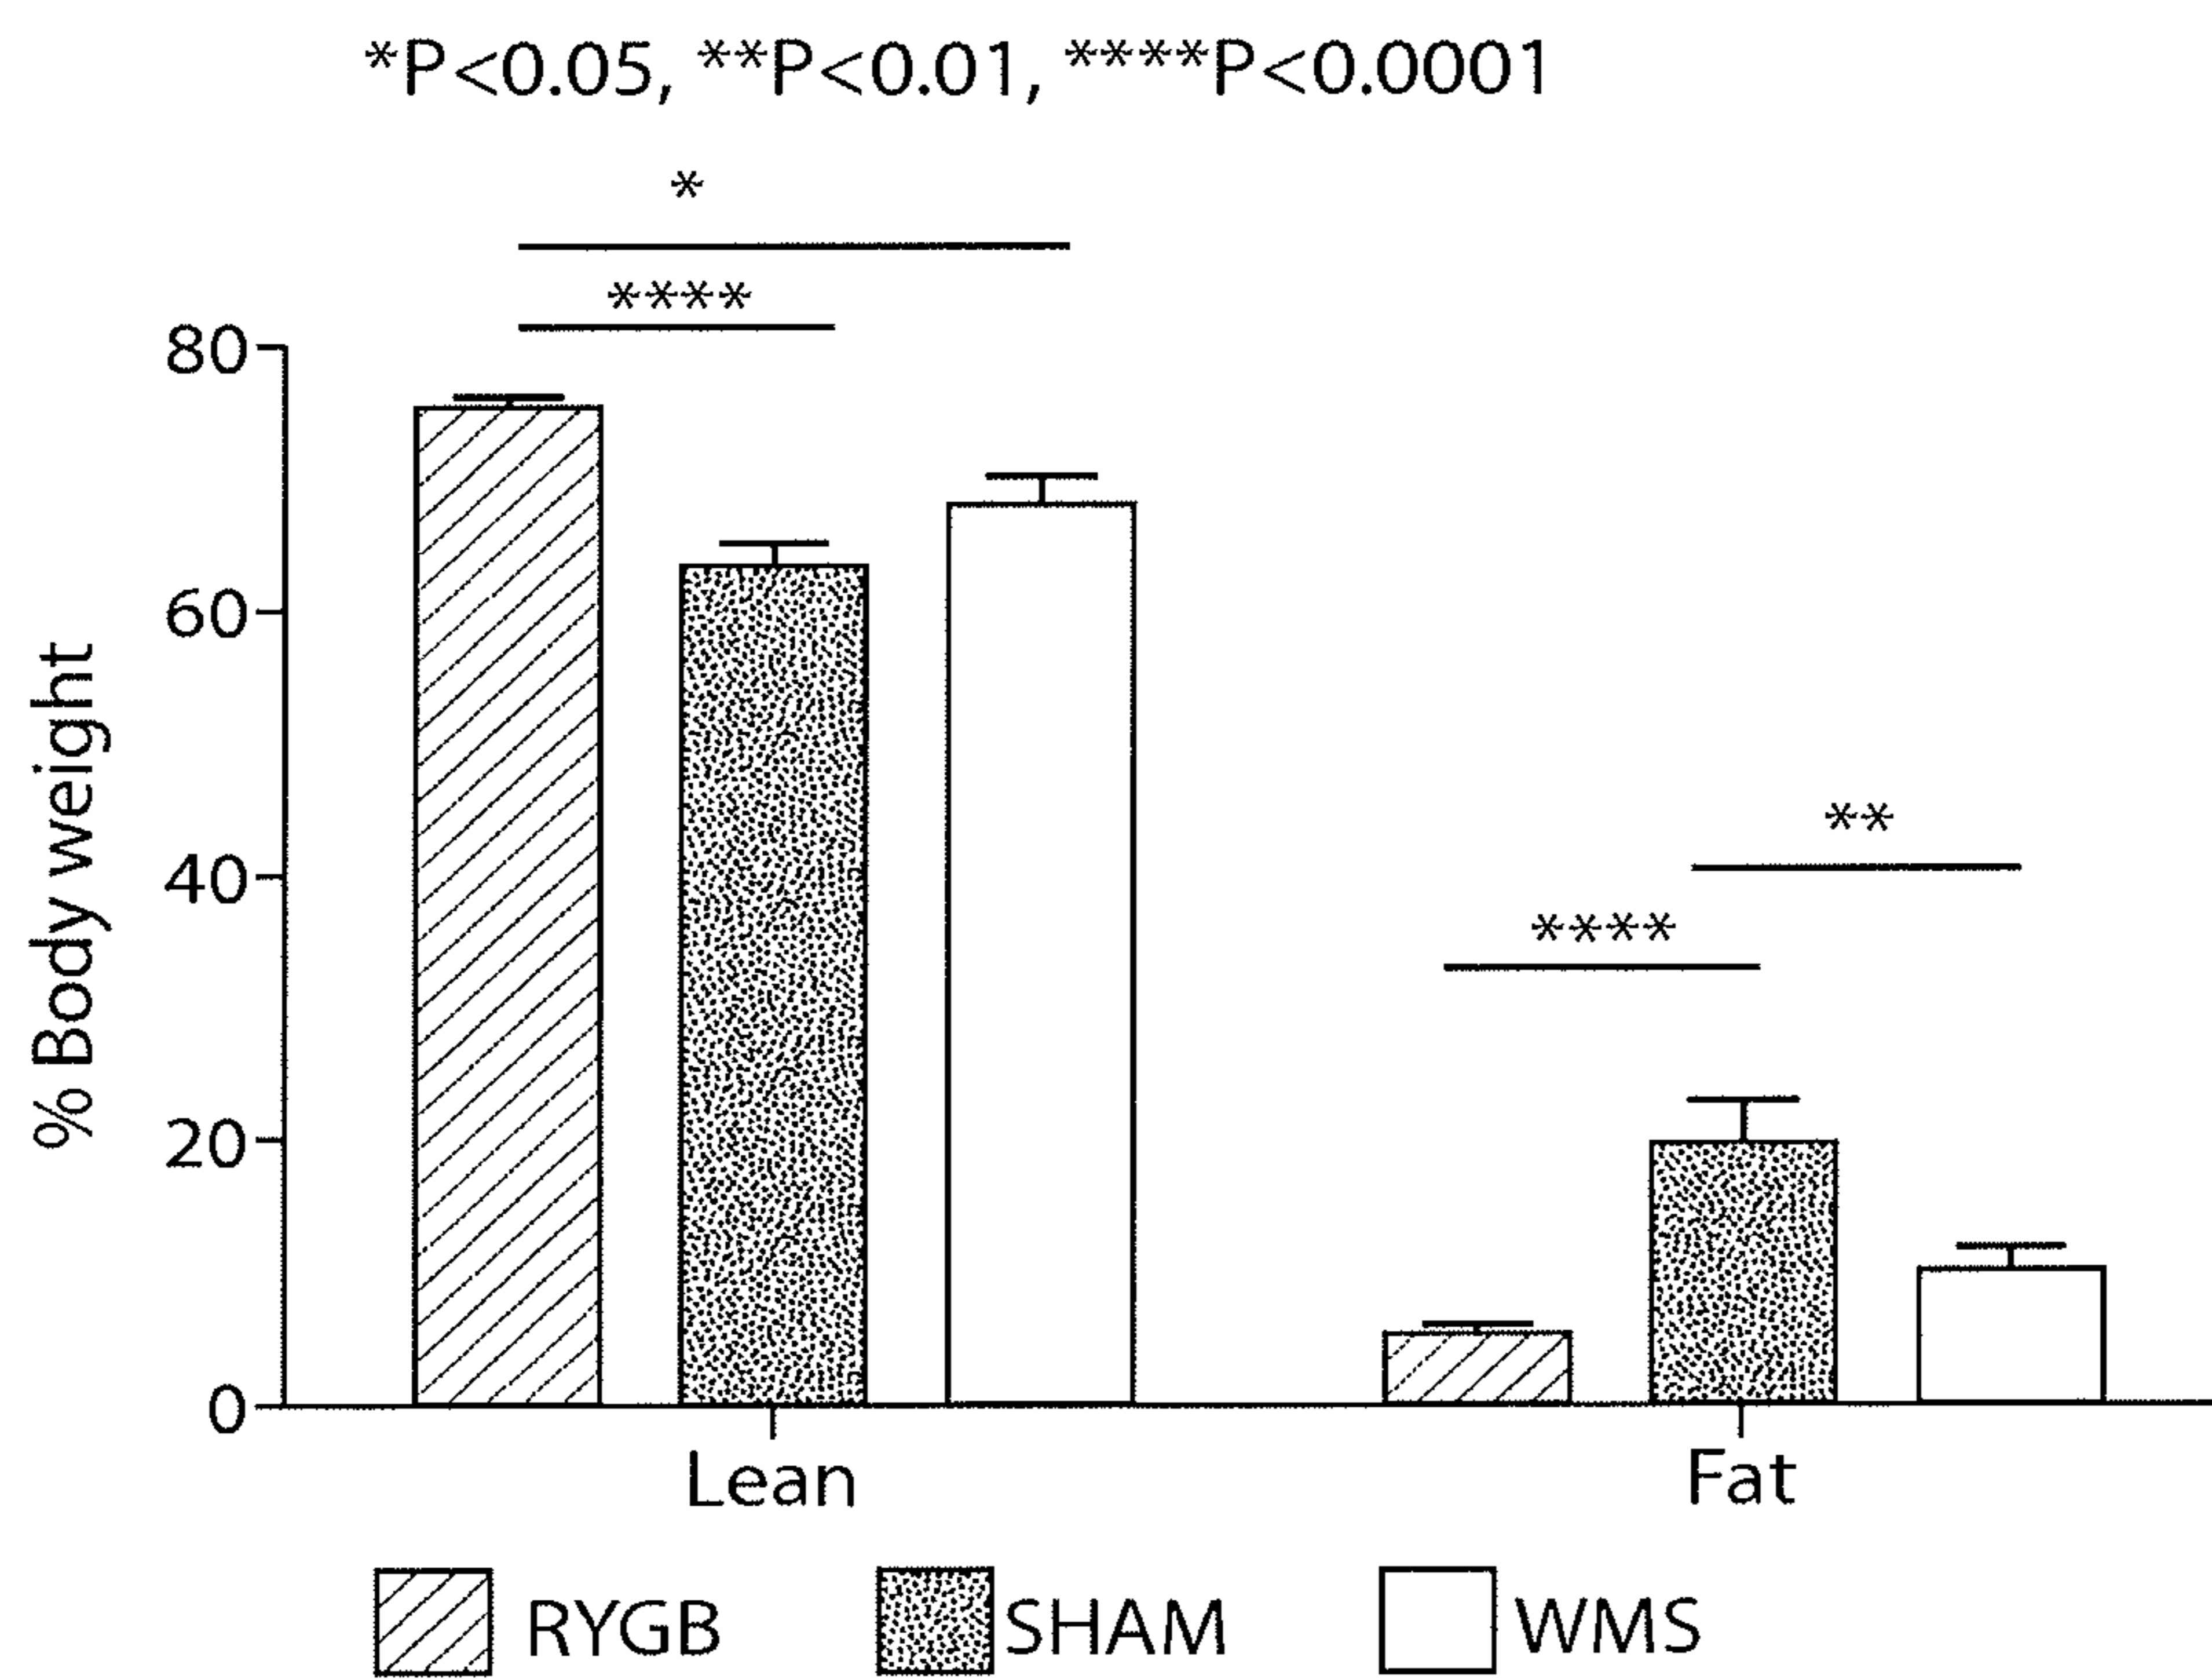 *P<0.05, **P<0.01, ****P<0.0001
*
****
80
60
40
20
0
% Body weight
**
****
Lean Fat
RYGB SHAM WMS